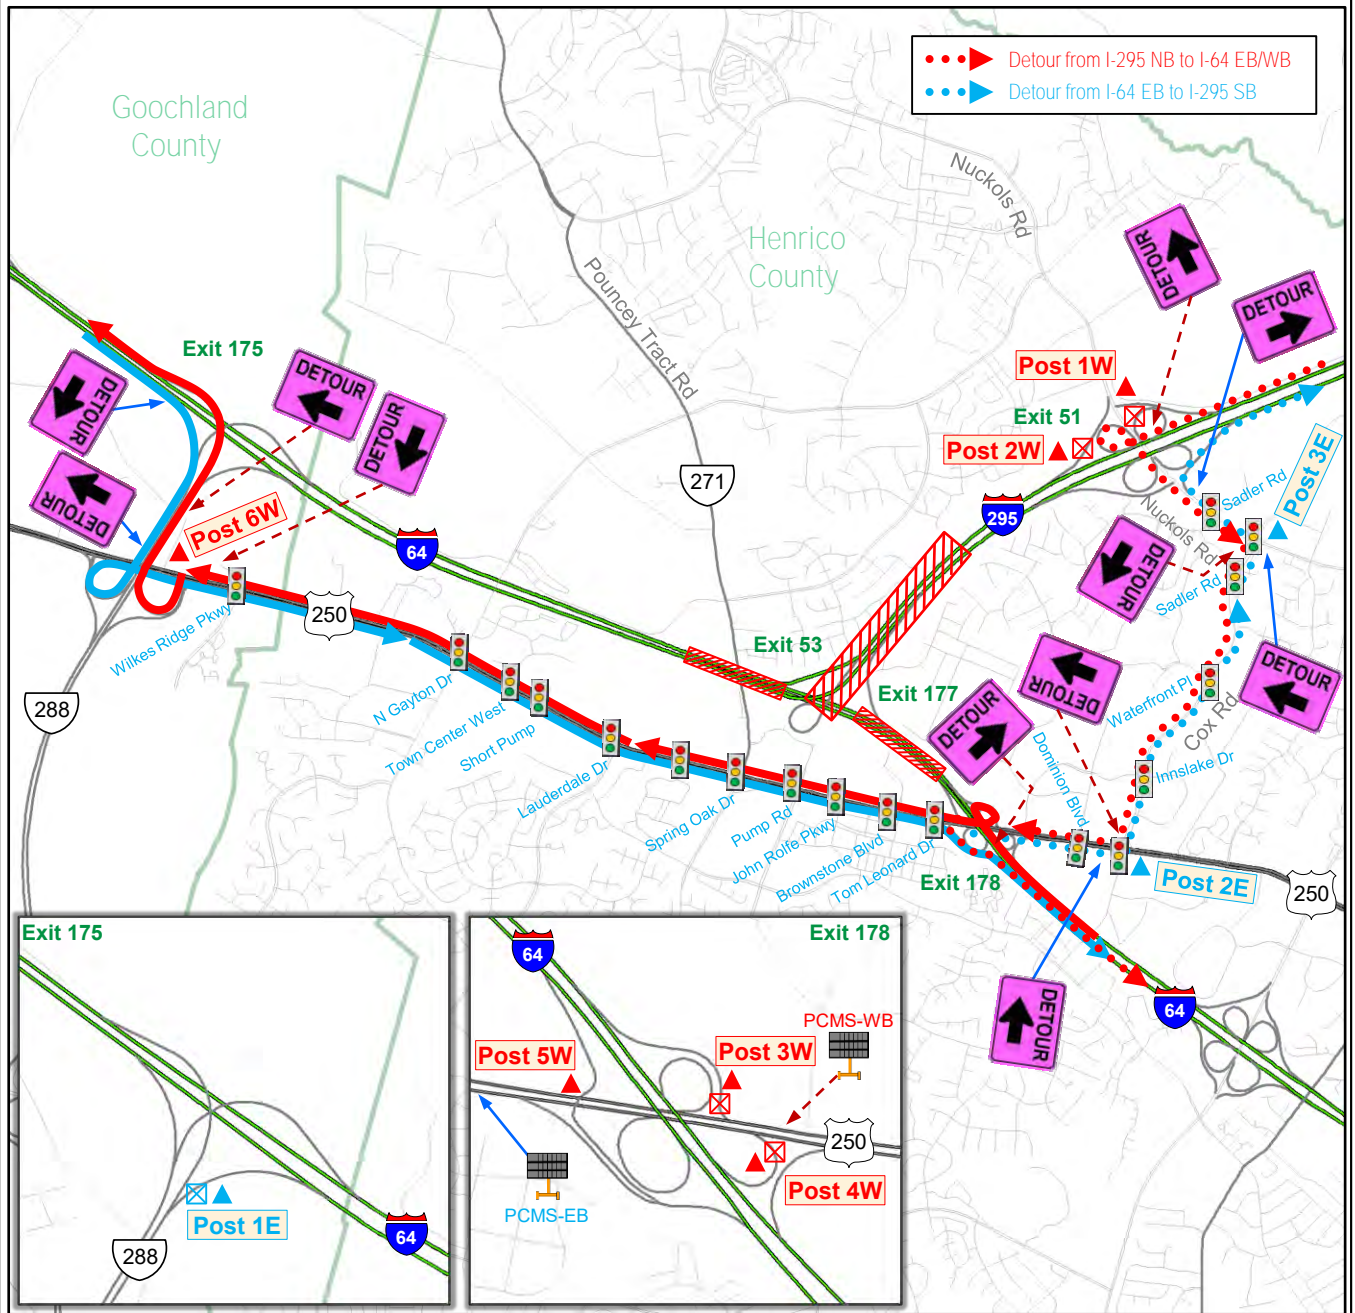 Detour from I-295 NB to I-64 EB/WB
Detour from I-64 EB to I-295 SB
Goochland
County
Henrico
County
Nuckols Rd
Pouncey Tract Rd
DETOUR
DETOUR
Exit 175
DETOUR
DETOUR
DETOUR
DETOUR
Post 1W
Exit 51
Post 2W
Post 3E
Sadler Rd
Nuckols Rd
271
295
64
Post 6W
DETOUR
Sadler Rd
250
Wilkes Ridge Pkwy
Exit 53
DETOUR
DETOUR
Exit 177
DETOUR
Waterfront Pl
Cox Rd
288
N Gayton Dr
Town Center West
Short Pump
Lauderdale Dr
Spring Oak Dr
Pump Rd
John Rolfe Pkwy
Brownstone Blvd
Tom Leonard Dr
Dominion Blvd
Innslake Dr
Exit 178
Post 2E
250
DETOUR
64
Exit 175
Post 1E
288
64
Exit 178
64
PCMS-WB
Post 5W
Post 3W
250
Post 4W
PCMS-EB